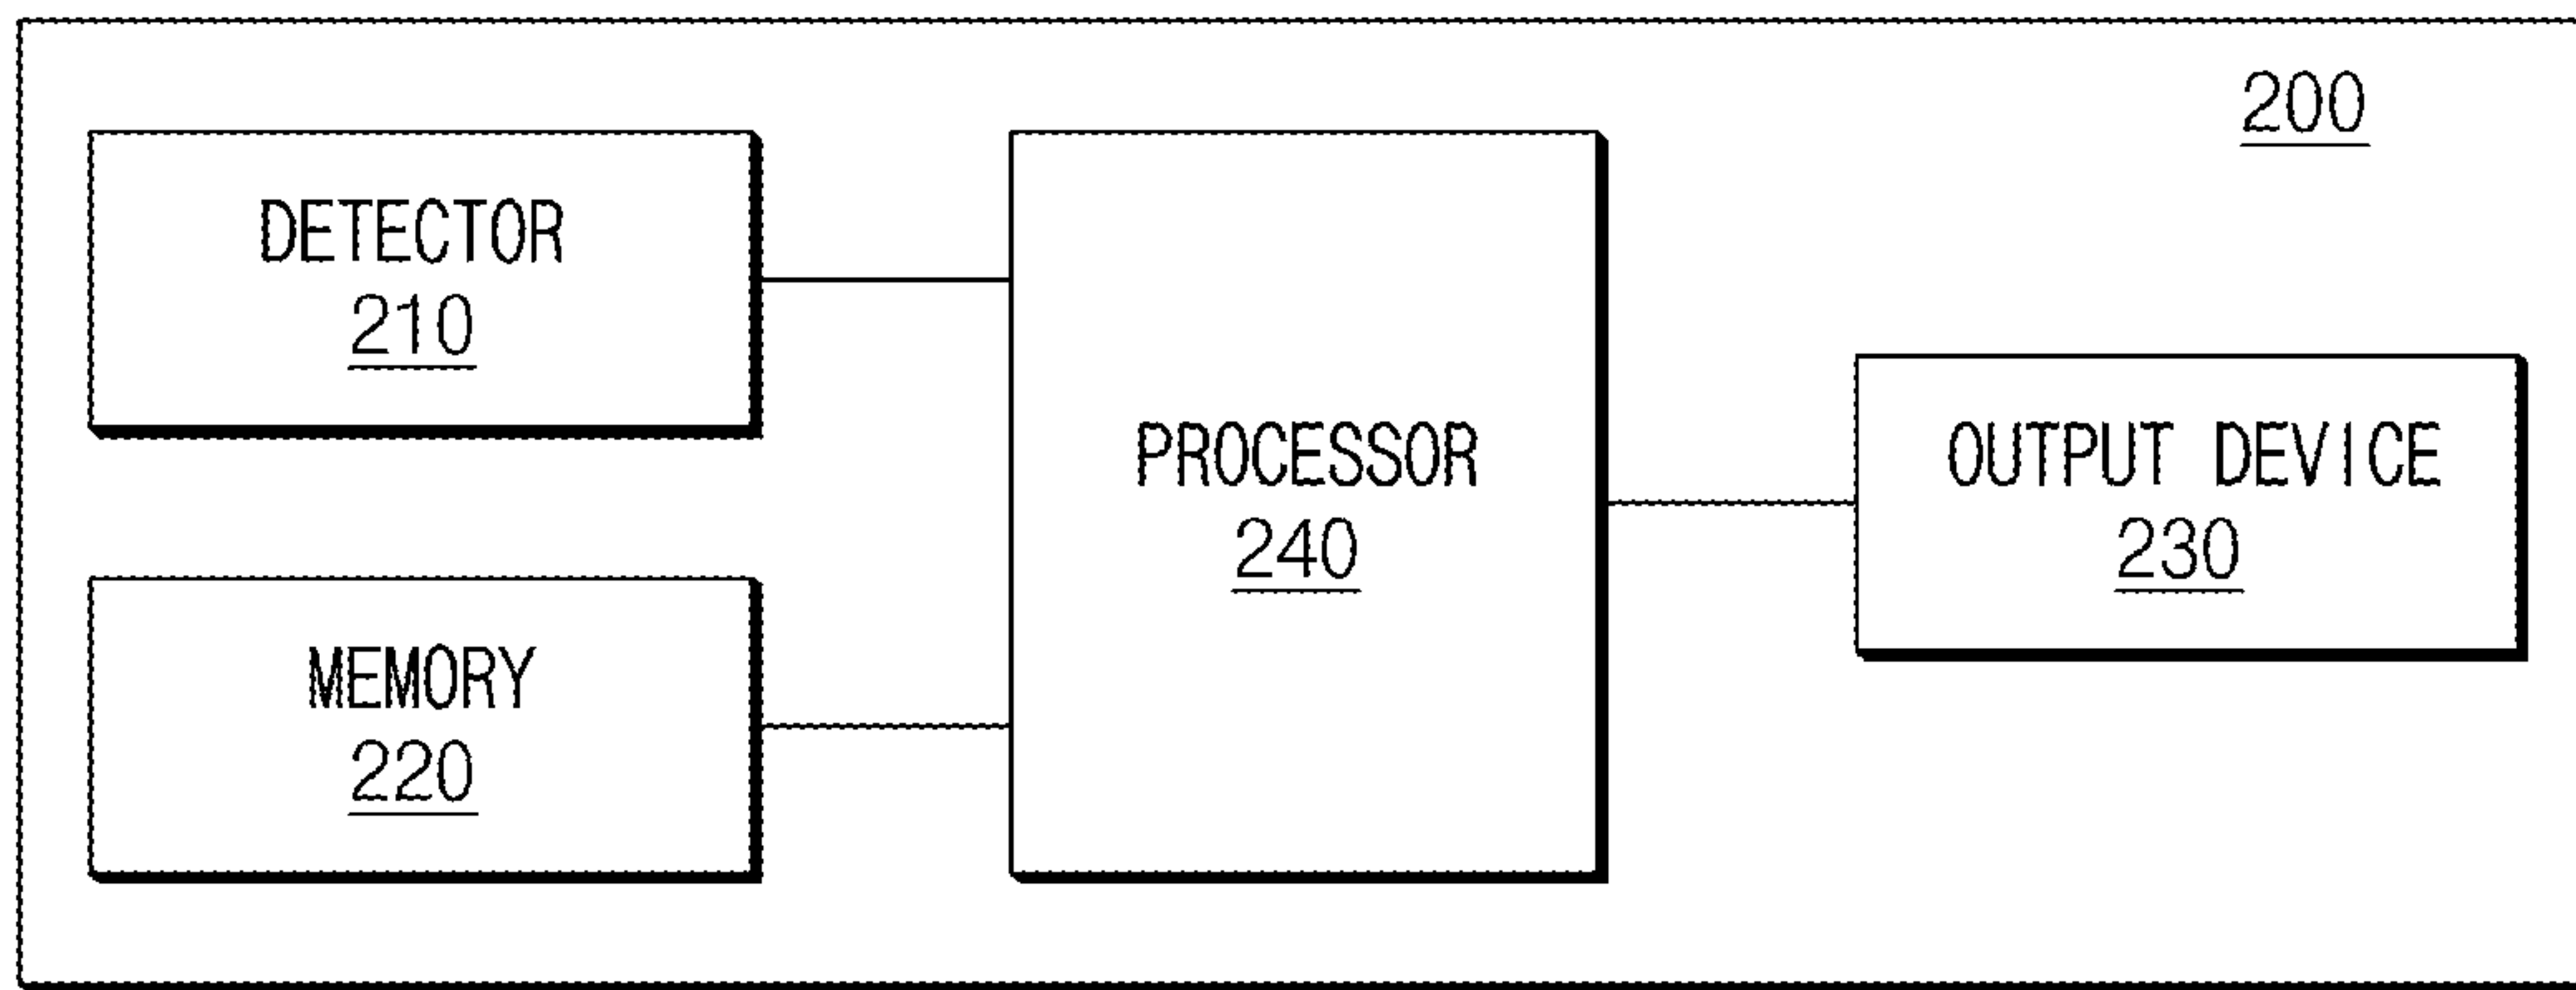 200
DETECTOR
210
PROCESSOR
240
OUTPUT DEVICE
230
MEMORY
220